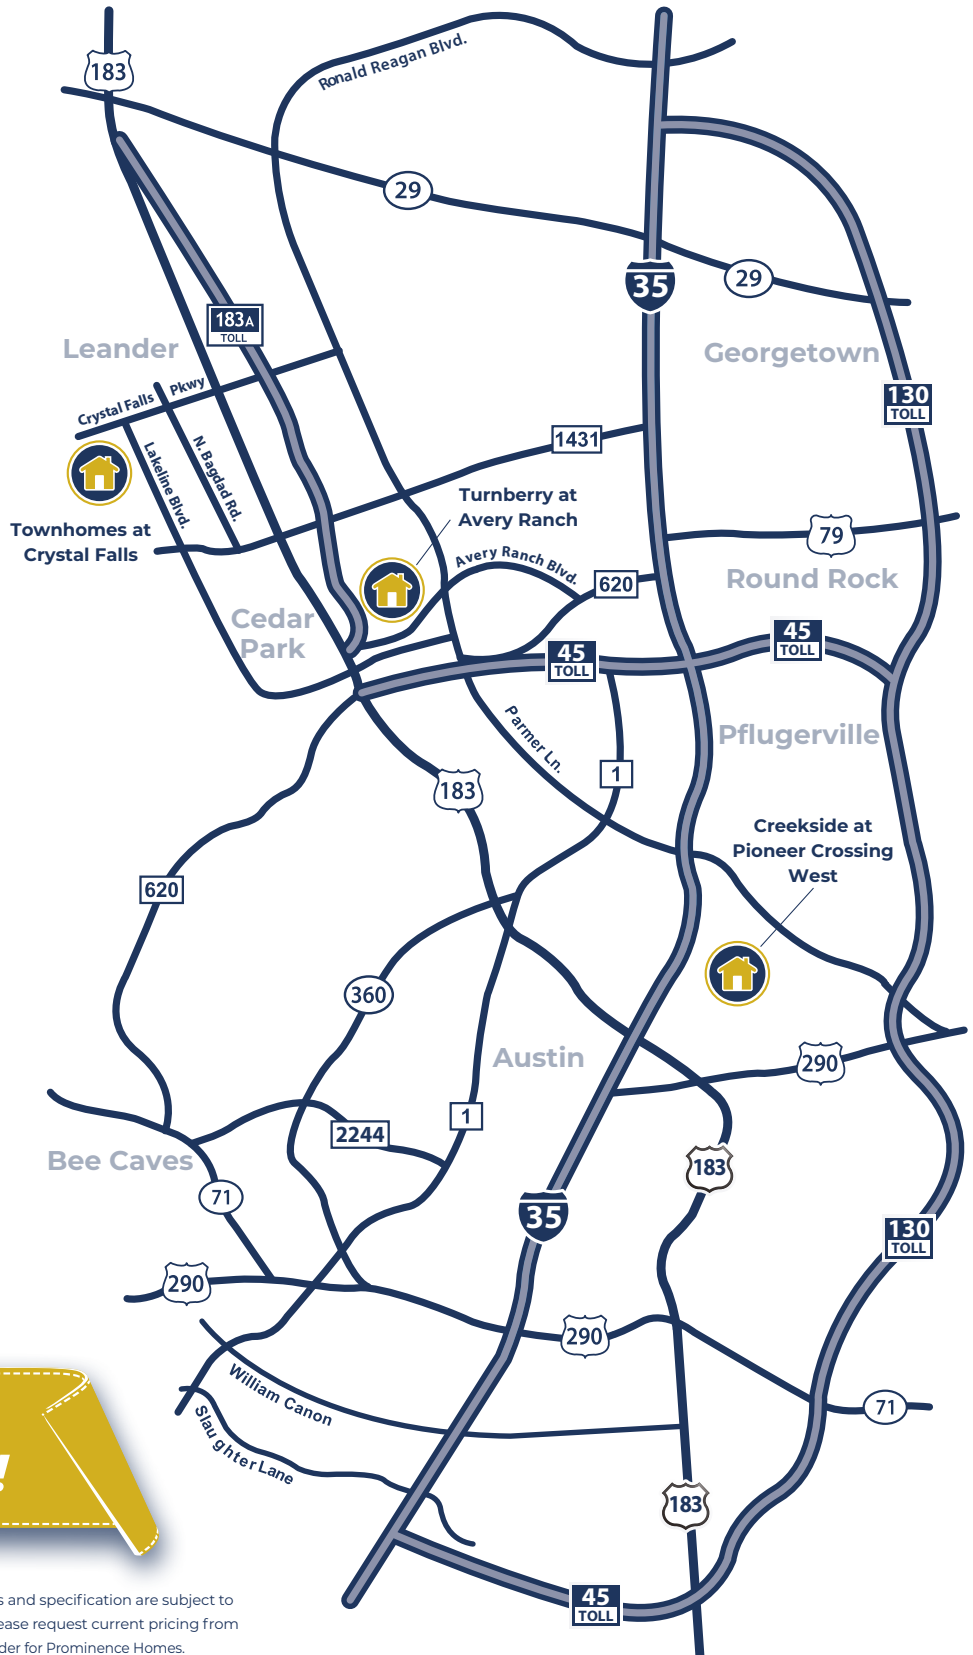 183
Ronald Reagan Blvd.
29
29
35
183A
TOLL
Leander
Georgetown
Crystal Falls Pkwy
130
TOLL
Lakeline Blvd.
N. Bagdad Rd.
1431
Turnberry at
Avery Ranch
Townhomes at
Crystal Falls
79
Avery Ranch Blvd.
620
Round Rock
Cedar
Park
45
TOLL
45
TOLL
Parmer Ln.
Pflugerville
1
183
Creekside at
Pioneer Crossing
West
620
360
Austin
290
1
2244
Bee Caves
183
71
35
130
TOLL
290
290
William Canon
71
Slaughter Lane
!
183
45
TOLL
s and specification are subject to
ease request current pricing from
der for Prominence Homes.